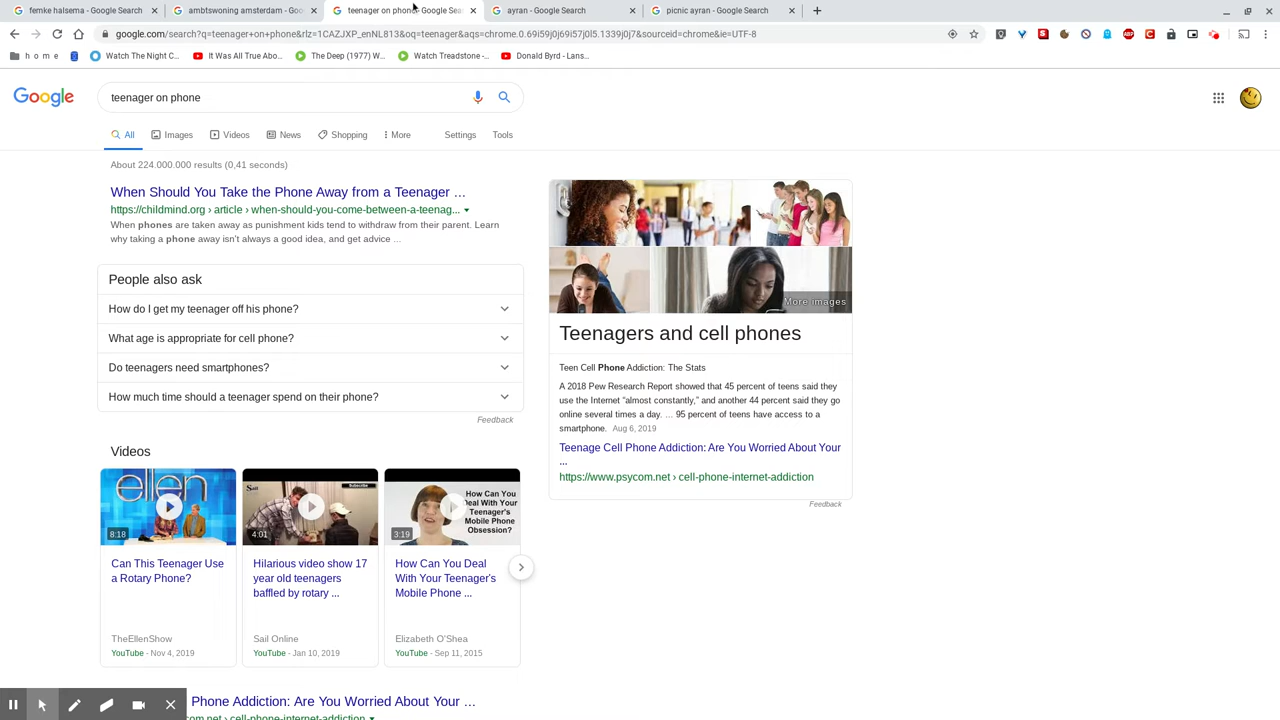 femke halsema - Google Search
ambtswoning amsterdam - Goo
teenager on phone - Google Sear
ayran - Google Search
picnic ayran - Google Search
google.com/search?q=teenager+on+phone&rlz=1CAZJXP_enNL813&oq=teenager&aqs=chrome.0.69i59j0j69i57j0l5.1339j0j7&sourceid=chrome&ie=UTF-8
h o m e
Watch The Night C...
It Was All True Abo...
The Deep (1977) W...
Watch Treadstone -...
Donald Byrd - Lans...
Google
teenager on phone
All
Images
Videos
News
Shopping
More
Settings
Tools
About 224.000.000 results (0,41 seconds)
When Should You Take the Phone Away from a Teenager ...
https://childmind.org › article › when-should-you-come-between-a-teenag...
When phones are taken away as punishment kids tend to withdraw from their parent. Learn
why taking a phone away isn't always a good idea, and get advice ...
People also ask
How do I get my teenager off his phone?
What age is appropriate for cell phone?
Do teenagers need smartphones?
How much time should a teenager spend on their phone?
Feedback
Videos
ellen
8:18
Can This Teenager Use
a Rotary Phone?
TheEllenShow
YouTube - Nov 4, 2019
Sail
Subscribe
4:01
Hilarious video show 17
year old teenagers
baffled by rotary ...
Sail Online
YouTube - Jan 10, 2019
How Can You
Deal With Your
Teenager's
Mobile Phone
Obsession?
3:19
How Can You Deal
With Your Teenager's
Mobile Phone ...
Elizabeth O'Shea
YouTube - Sep 11, 2015
Phone Addiction: Are You Worried About Your ...
com.net › cell-phone-internet-addiction
More images
Teenagers and cell phones
Teen Cell Phone Addiction: The Stats
A 2018 Pew Research Report showed that 45 percent of teens said they
use the Internet “almost constantly,” and another 44 percent said they go
online several times a day. ... 95 percent of teens have access to a
smartphone. Aug 6, 2019
Teenage Cell Phone Addiction: Are You Worried About Your
...
https://www.psycom.net › cell-phone-internet-addiction
Feedback